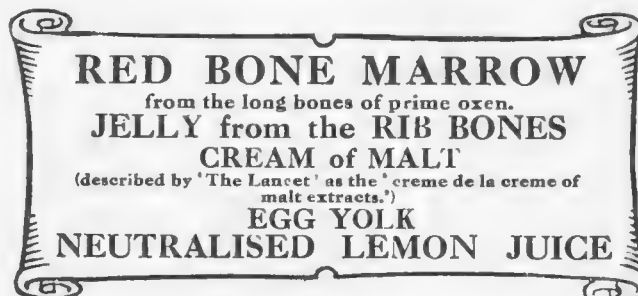 RED BONE MARROW
from the long bones of prime oxen.
JELLY from the RIB BONES
CREAM of MALT
(described by 'The Lancet' as the 'creme de la creme of
malt extracts.')
EGG YOLK
NEUTRALISED LEMON JUICE